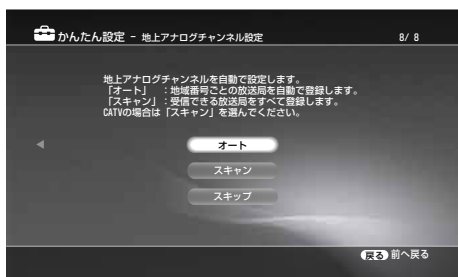 かんたん設定 - 地上アナログチャンネル設定 8/ 8
地上アナログチャンネルを自動で設定します。
「オート」 :地域番号ごとの放送局を自動で登録します。
「スキャン」:受信できる放送局をすべて登録します。
CATVの場合は「スキャン」を選んでください。
オート
スキャン
スキップ
戻る 前へ戻る